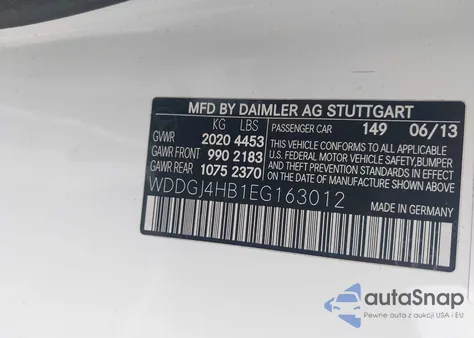 MFD BY DAIMLER AG STUTTGART
KG LBS PASSENGER CAR 149 06/13
GVWR 2020 4453 THIS VEHICLE CONFORMS TO ALL APPLICABLE
GAWR FRONT 990 2183 U.S. FEDERAL MOTOR VEHICLE SAFETY, BUMPER
GAWR REAR 1075 2370 AND THEFT PREVENTION STANDARDS IN EFFECT
ON THE DATE OF MANUFACTURE SHOWN ABOVE.
WDDGJ4HB1EG163012 MADE IN GERMANY
autoSnap
Pewne auta z aukcji USA i EU